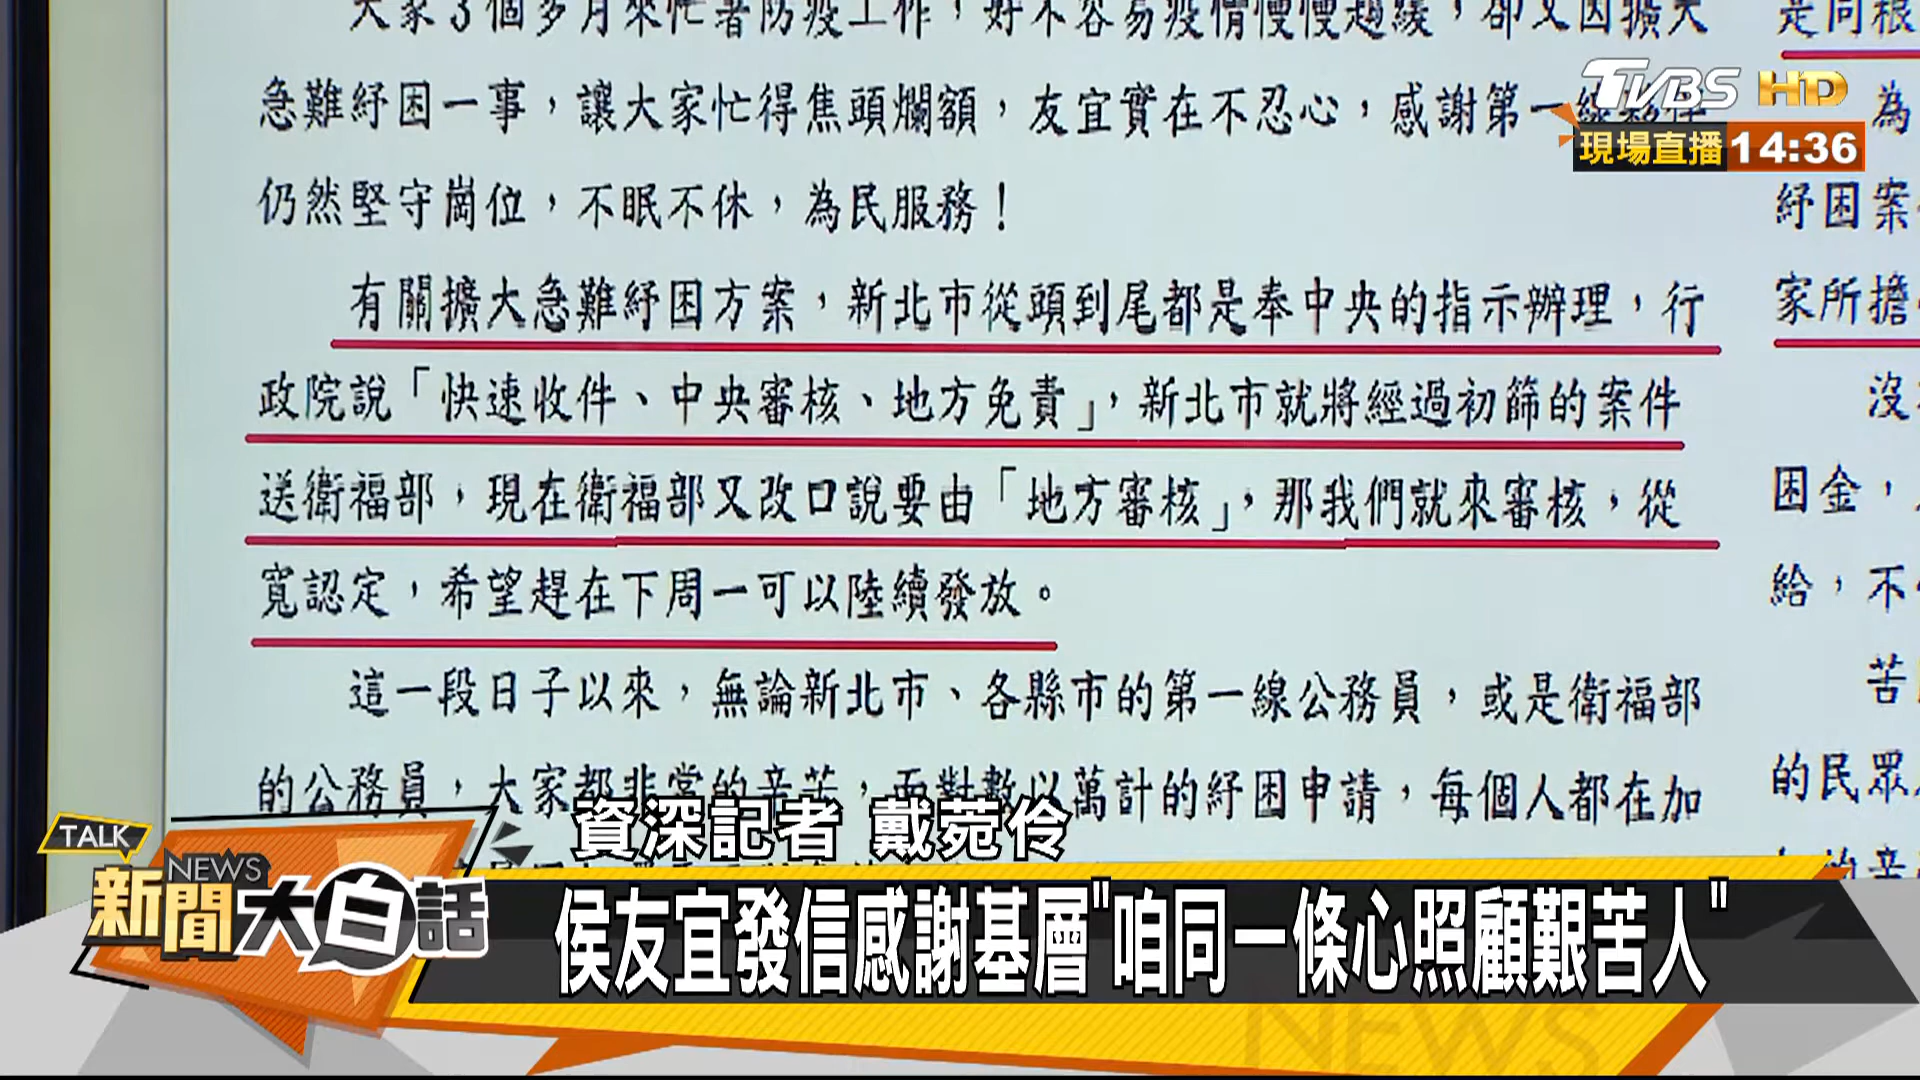 大家3個多月來忙著防疫工作，好不容易疫情慢慢趨緩，卻又因擴大
急難紓困一事，讓大家忙得焦頭爛額，友宜實在不忍心，感謝第一線夥伴
仍然堅守崗位，不眠不休，為民服務！
有關擴大急難紓困方案，新北市從頭到尾都是奉中央的指示辦理，行
政院說「快速收件、中央審核、地方免責」，新北市就將經過初篩的案件
送衛福部，現在衛福部又改口說要由「地方審核」，那我們就來審核，從
寬認定，希望趕在下周一可以陸續發放。
這一段日子以來，無論新北市、各縣市的第一線公務員，或是衛福部
的公務員，大家都非常的辛苦，面對數以萬計的紓困申請，每個人都在加
是同根
為
紓困案
家所擔
沒
困金，
給，不
苦
的民眾
TVBS HD
現場直播 14:36
資深記者 戴菀伶
TALK
NEWS
新聞大白話
侯友宜發信感謝基層"咱同一條心照顧艱苦人"
NEWS